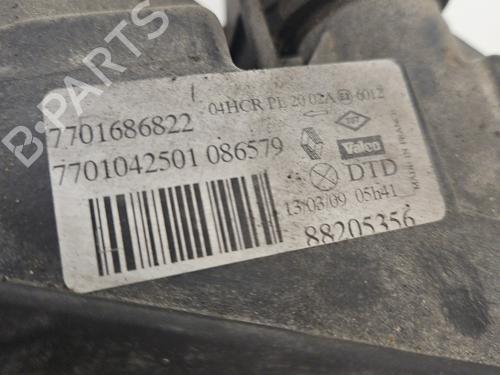 04HCR PL 20 02A E1 6012
7701686822
7701042501 086579
Valeo
DTD
MADE IN FRANCE
13/03/09 05h41
88205356
B-PARTS